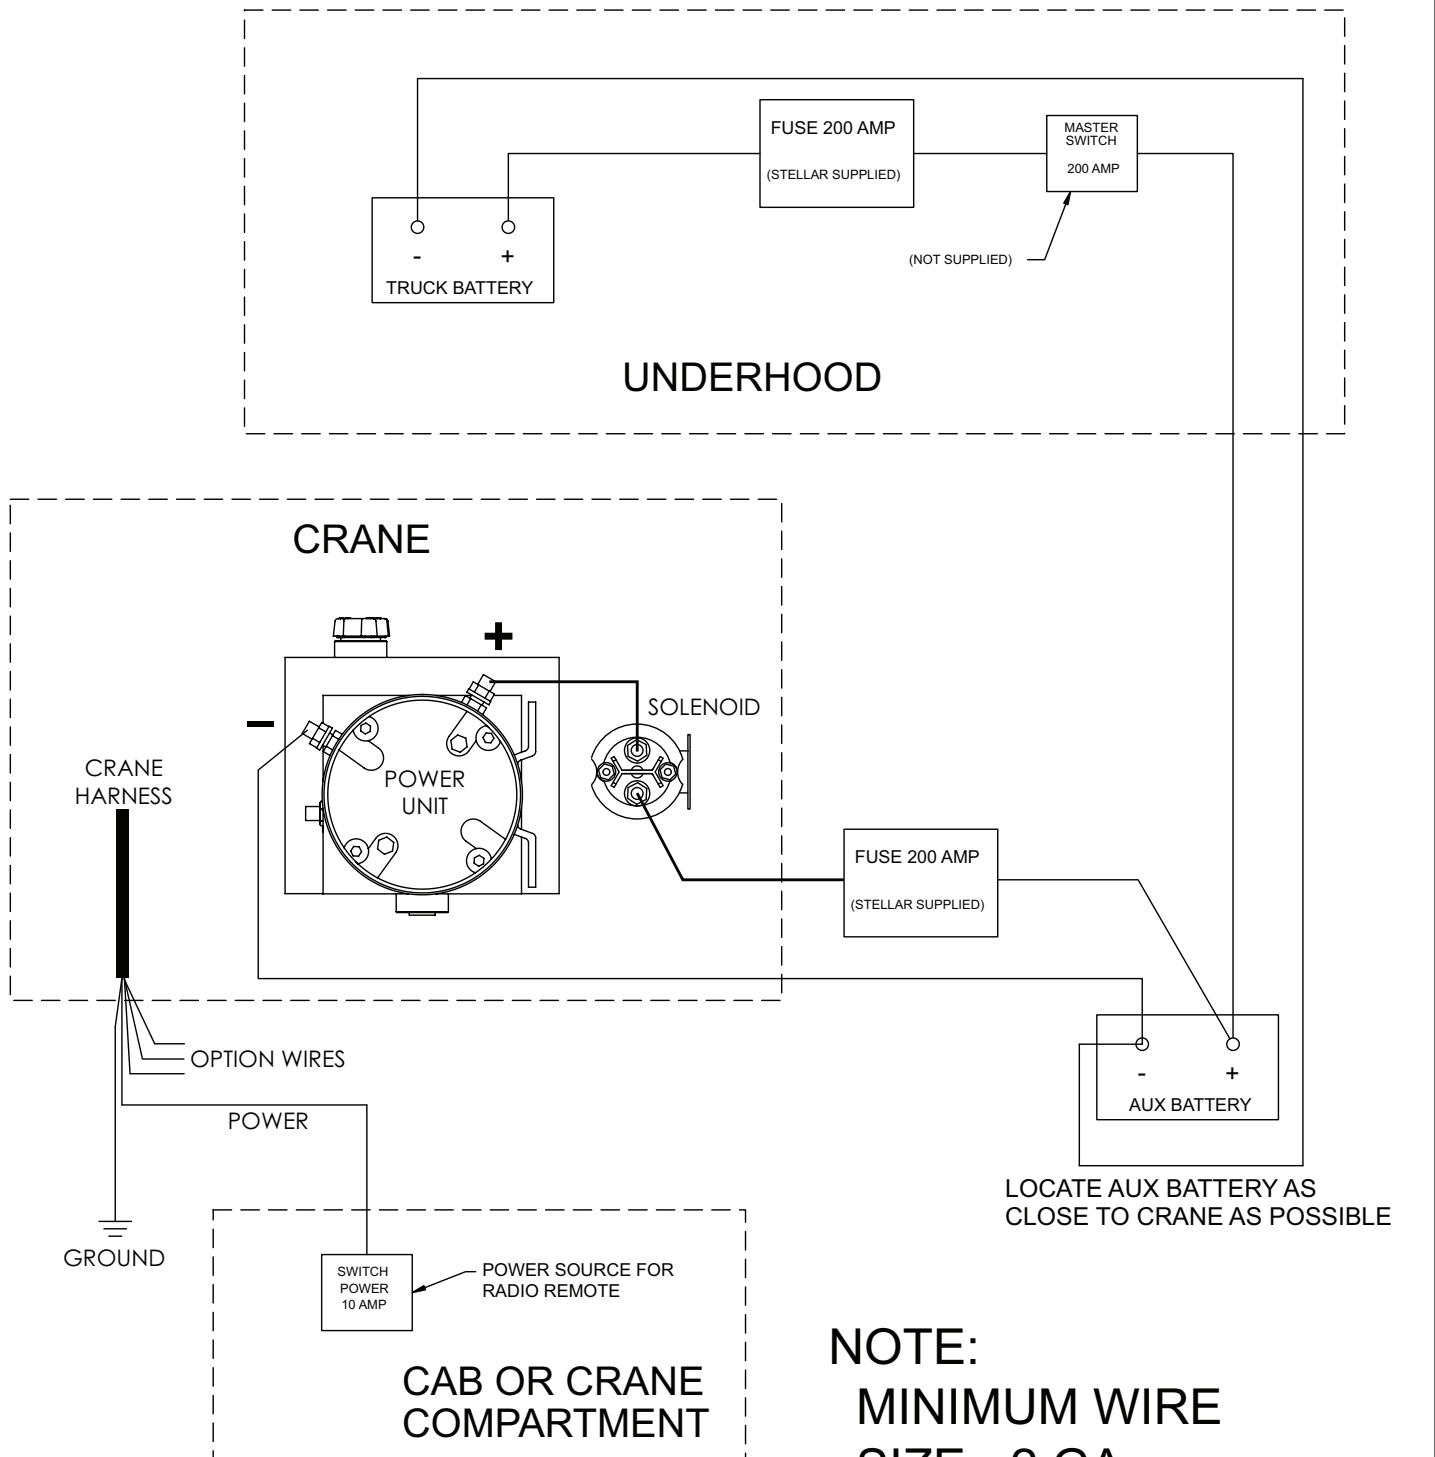 FUSE 200 AMP
(STELLAR SUPPLIED)
MASTER
SWITCH
200 AMP
(NOT SUPPLIED)
- +
TRUCK BATTERY
UNDERHOOD
CRANE
+
-
SOLENOID
CRANE
HARNESS
POWER
UNIT
FUSE 200 AMP
(STELLAR SUPPLIED)
OPTION WIRES
POWER
- +
AUX BATTERY
LOCATE AUX BATTERY AS
CLOSE TO CRANE AS POSSIBLE
GROUND
SWITCH
POWER
10 AMP
POWER SOURCE FOR
RADIO REMOTE
CAB OR CRANE
COMPARTMENT
NOTE:
MINIMUM WIRE